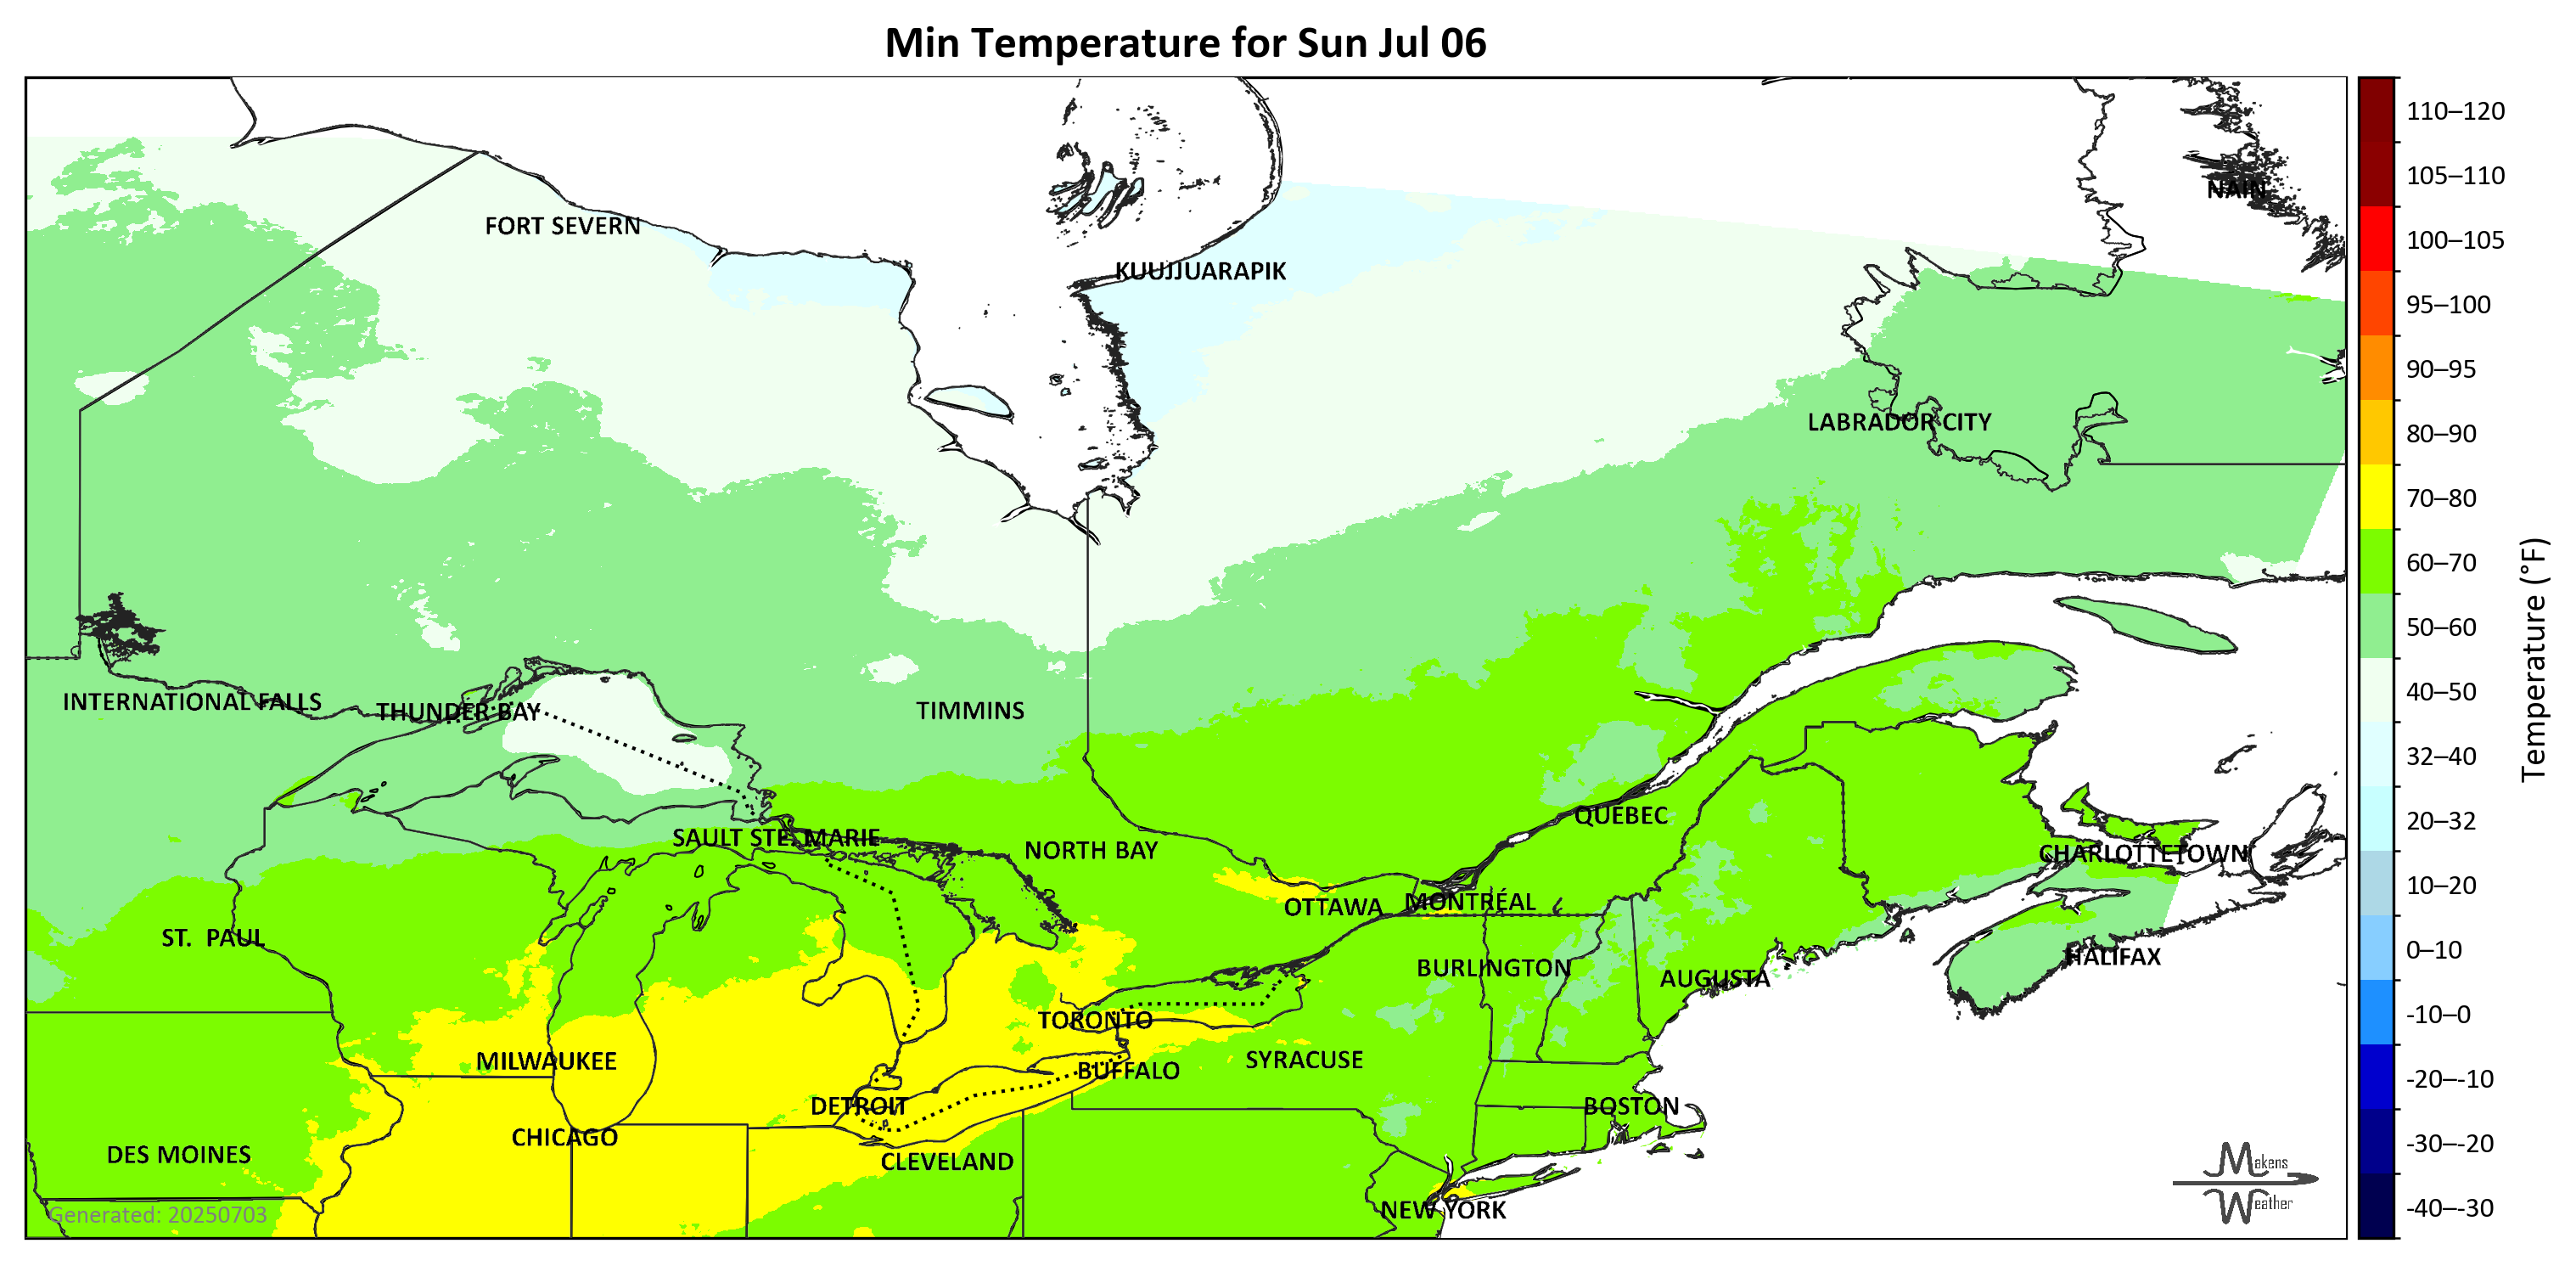 Min Temperature for Sun Jul 06
NAIN
FORT SEVERN
KUUJJUARAPIK
LABRADOR CITY
INTERNATIONAL FALLS
THUNDER BAY
TIMMINS
SAULT STE. MARIE
NORTH BAY
QUEBEC
CHARLOTTETOWN
OTTAWA
MONTRÉAL
ST. PAUL
BURLINGTON
AUGUSTA
HALIFAX
TORONTO
MILWAUKEE
BUFFALO
SYRACUSE
DETROIT
BOSTON
CHICAGO
DES MOINES
CLEVELAND
NEW YORK
Generated: 20250703
Makens
Weather
110–120
105–110
100–105
95–100
90–95
80–90
70–80
60–70
50–60
40–50
32–40
20–32
10–20
0–10
-10–0
-20–-10
-30–-20
-40–-30
Temperature (°F)